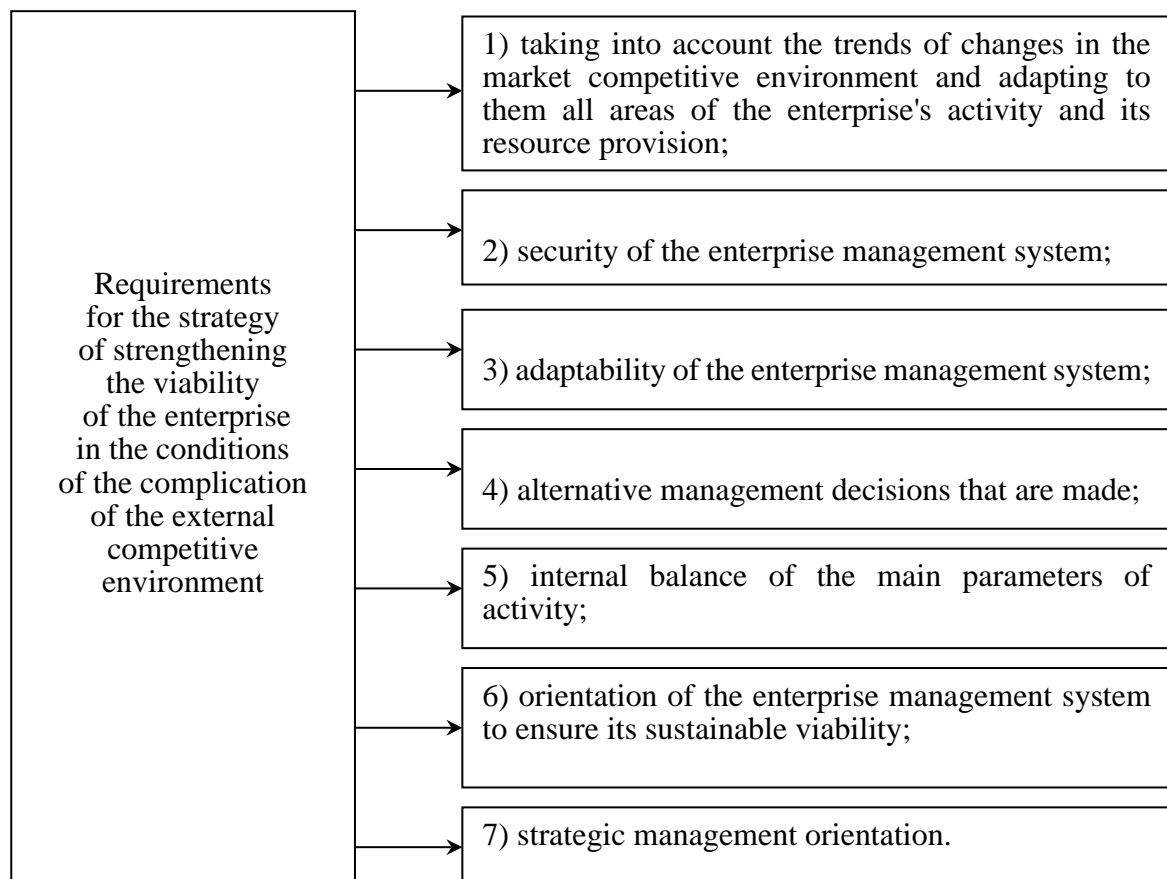 Requirements
for the strategy
of strengthening
the viability
of the enterprise
in the conditions
of the complication
of the external
competitive
environment
1) taking into account the trends of changes in the
market competitive environment and adapting to
them all areas of the enterprise's activity and its
resource provision;
2) security of the enterprise management system;
3) adaptability of the enterprise management system;
4) alternative management decisions that are made;
5) internal balance of the main parameters of
activity;
6) orientation of the enterprise management system
to ensure its sustainable viability;
7) strategic management orientation.